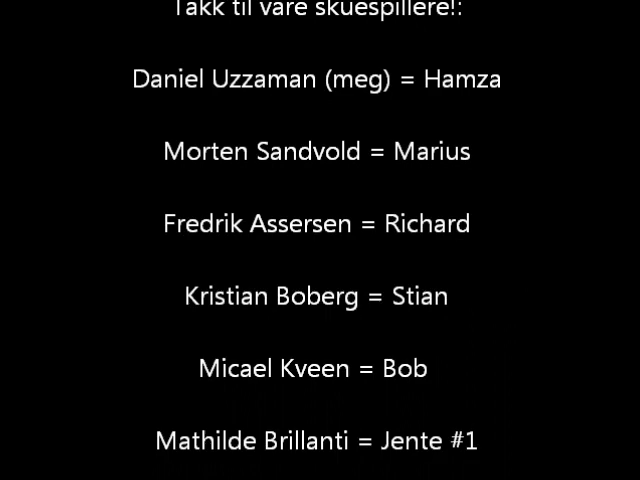 Takk til våre skuespillere!:
Daniel Uzzaman (meg) = Hamza
Morten Sandvold = Marius
Fredrik Assersen = Richard
Kristian Boberg = Stian
Micael Kveen = Bob
Mathilde Brillanti = Jente #1